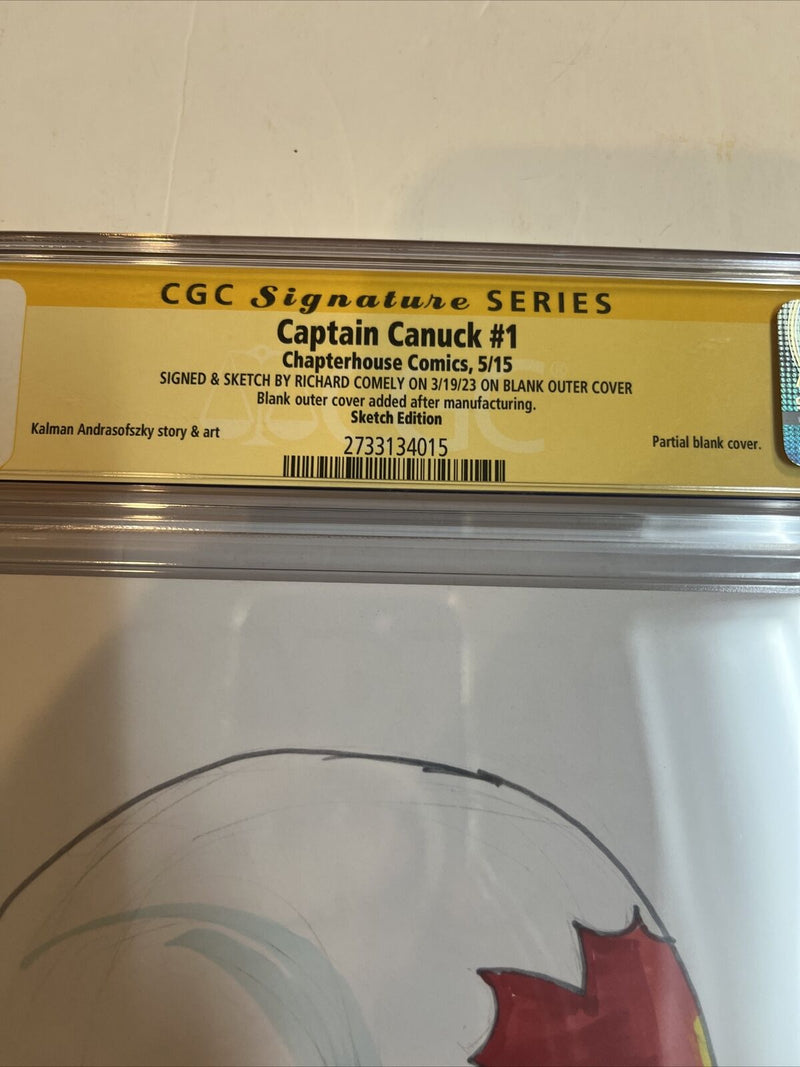 CGC Signature SERIES
Captain Canuck #1
Chapterhouse Comics, 5/15
SIGNED & SKETCH BY RICHARD COMELY ON 3/19/23 ON BLANK OUTER COVER
Blank outer cover added after manufacturing.
Sketch Edition
Kalman Andrasofszky story & art
Partial blank cover.
2733134015